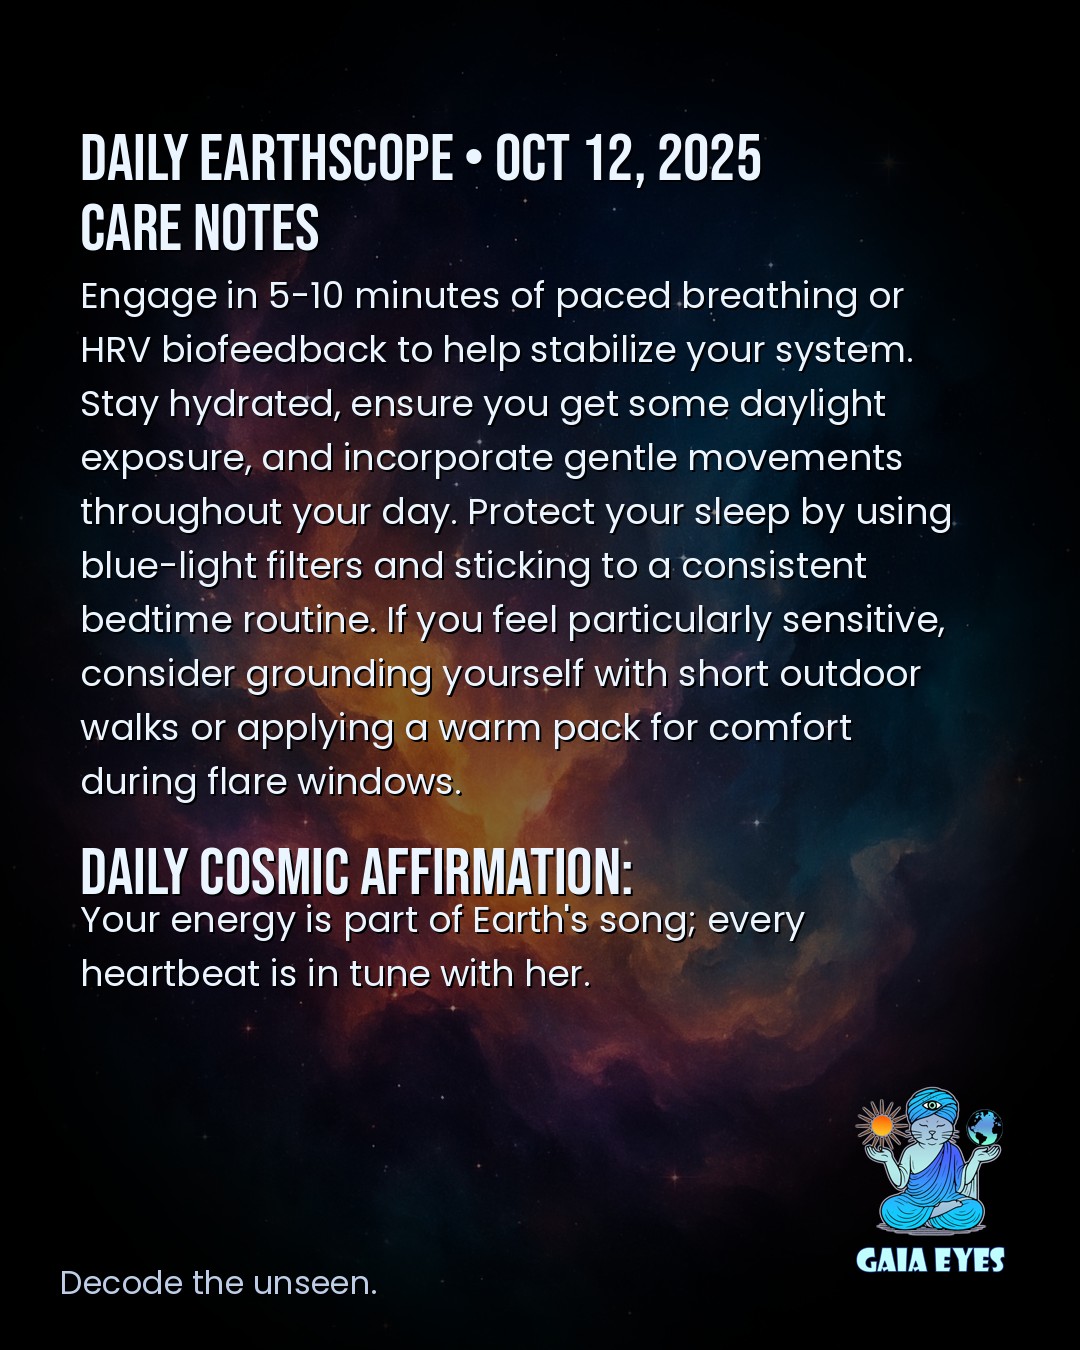 DAILY EARTHSCOPE • OCT 12, 2025
CARE NOTES
Engage in 5-10 minutes of paced breathing or
HRV biofeedback to help stabilize your system.
Stay hydrated, ensure you get some daylight
exposure, and incorporate gentle movements
throughout your day. Protect your sleep by using
blue-light filters and sticking to a consistent
bedtime routine. If you feel particularly sensitive,
consider grounding yourself with short outdoor
walks or applying a warm pack for comfort
during flare windows.
DAILY COSMIC AFFIRMATION:
Your energy is part of Earth's song; every
heartbeat is in tune with her.
GAIA EYES
Decode the unseen.